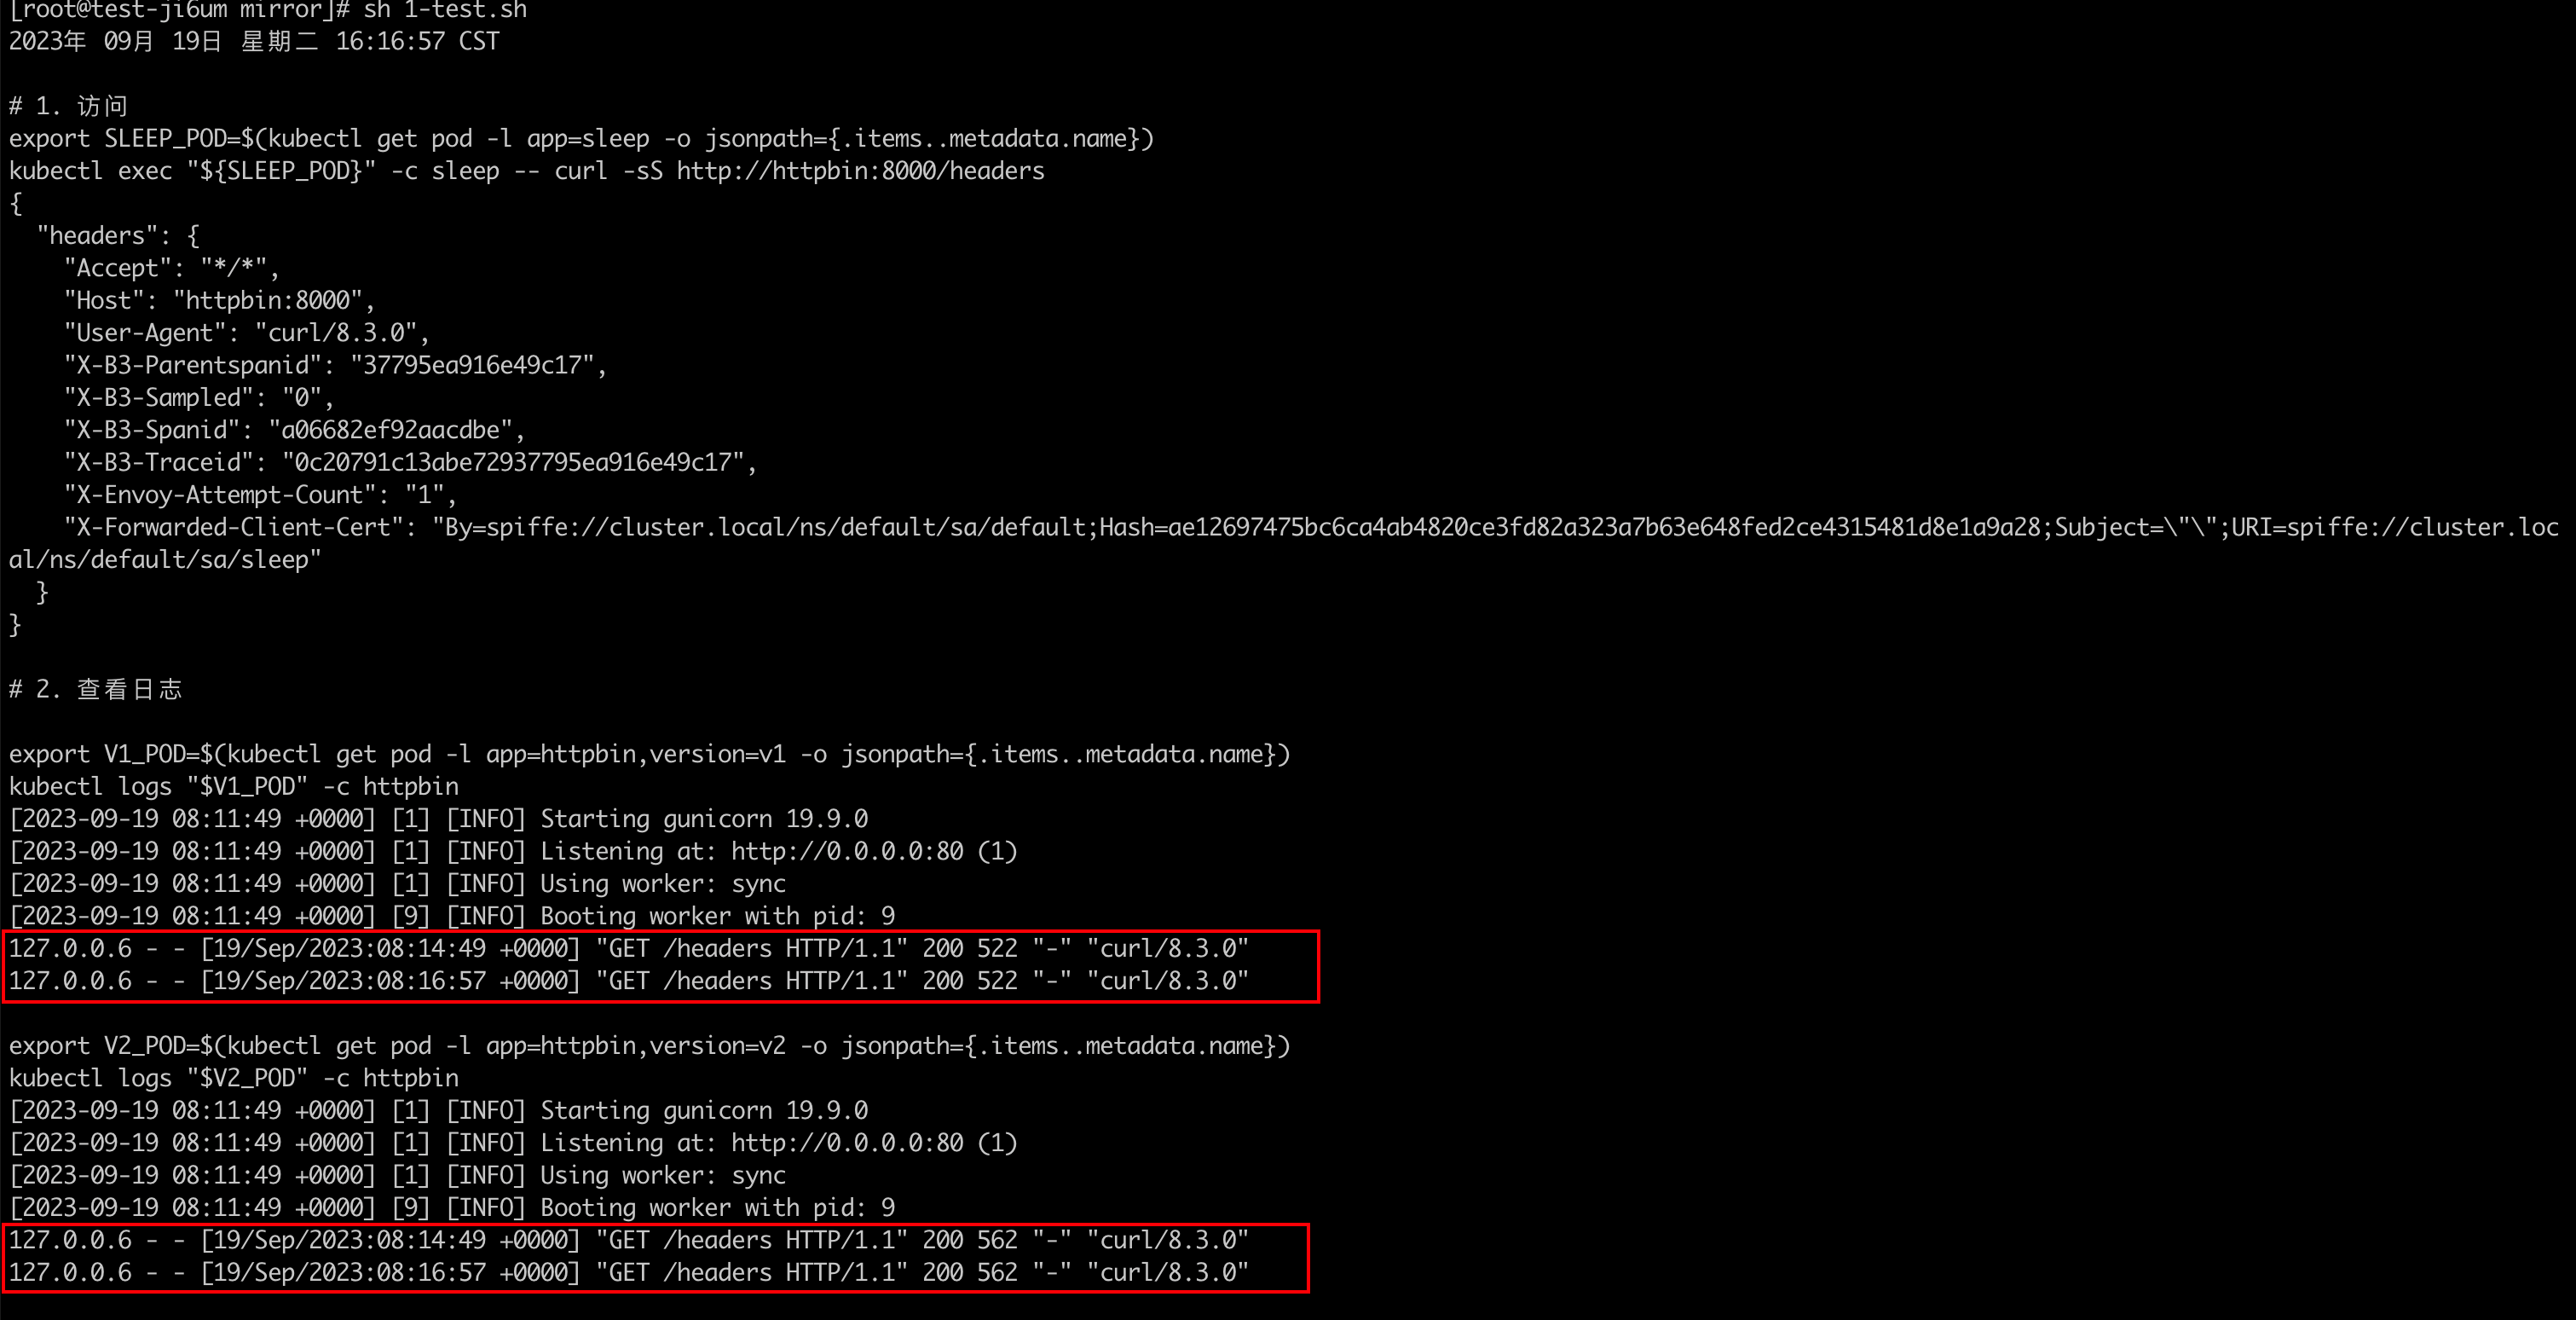 [root@test-ji6um mirror]# sh 1-test.sh
2023年 09月 19日 星期二 16:16:57 CST
# 1. 访问
export SLEEP_POD=$(kubectl get pod -l app=sleep -o jsonpath={.items..metadata.name})
kubectl exec "${SLEEP_POD}" -c sleep -- curl -sS http://httpbin:8000/headers
{
  "headers": {
    "Accept": "*/*",
    "Host": "httpbin:8000",
    "User-Agent": "curl/8.3.0",
    "X-B3-Parentspanid": "37795ea916e49c17",
    "X-B3-Sampled": "0",
    "X-B3-Spanid": "a06682ef92aacdbe",
    "X-B3-Traceid": "0c20791c13abe72937795ea916e49c17",
    "X-Envoy-Attempt-Count": "1",
    "X-Forwarded-Client-Cert": "By=spiffe://cluster.local/ns/default/sa/default;Hash=ae12697475bc6ca4ab4820ce3fd82a323a7b63e648fed2ce4315481d8e1a9a28;Subject=\"\";URI=spiffe://cluster.loc
al/ns/default/sa/sleep"
  }
}
# 2. 查看日志
export V1_POD=$(kubectl get pod -l app=httpbin,version=v1 -o jsonpath={.items..metadata.name})
kubectl logs "$V1_POD" -c httpbin
[2023-09-19 08:11:49 +0000] [1] [INFO] Starting gunicorn 19.9.0
[2023-09-19 08:11:49 +0000] [1] [INFO] Listening at: http://0.0.0.0:80 (1)
[2023-09-19 08:11:49 +0000] [1] [INFO] Using worker: sync
[2023-09-19 08:11:49 +0000] [9] [INFO] Booting worker with pid: 9
127.0.0.6 - - [19/Sep/2023:08:14:49 +0000] "GET /headers HTTP/1.1" 200 522 "-" "curl/8.3.0"
127.0.0.6 - - [19/Sep/2023:08:16:57 +0000] "GET /headers HTTP/1.1" 200 522 "-" "curl/8.3.0"
export V2_POD=$(kubectl get pod -l app=httpbin,version=v2 -o jsonpath={.items..metadata.name})
kubectl logs "$V2_POD" -c httpbin
[2023-09-19 08:11:49 +0000] [1] [INFO] Starting gunicorn 19.9.0
[2023-09-19 08:11:49 +0000] [1] [INFO] Listening at: http://0.0.0.0:80 (1)
[2023-09-19 08:11:49 +0000] [1] [INFO] Using worker: sync
[2023-09-19 08:11:49 +0000] [9] [INFO] Booting worker with pid: 9
127.0.0.6 - - [19/Sep/2023:08:14:49 +0000] "GET /headers HTTP/1.1" 200 562 "-" "curl/8.3.0"
127.0.0.6 - - [19/Sep/2023:08:16:57 +0000] "GET /headers HTTP/1.1" 200 562 "-" "curl/8.3.0"